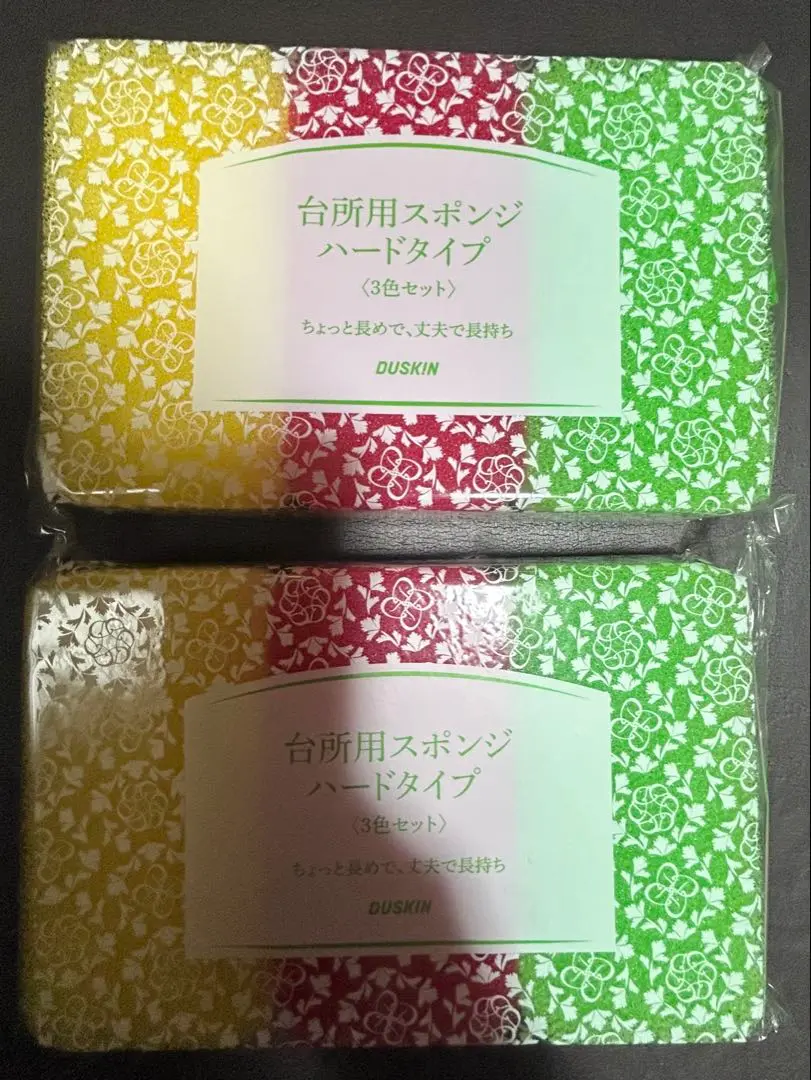 台所用スポンジ
ハードタイプ
〈3色セット〉
ちょっと長めで、丈夫で長持ち
DUSKIN
台所用スポンジ
ハードタイプ
〈3色セット〉
ちょっと長めで、丈夫で長持ち
DUSKIN